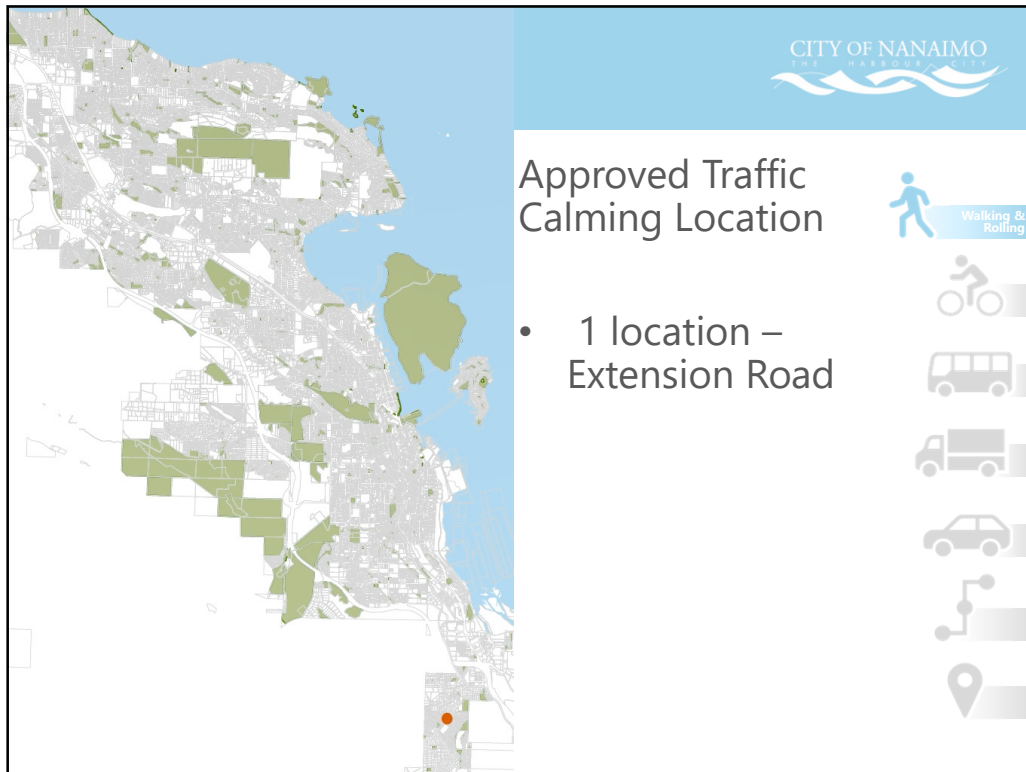 CITY OF NANAIMO
THE HARBOUR CITY
Approved Traffic
Calming Location
Walking &
Rolling
• 1 location –
Extension Road